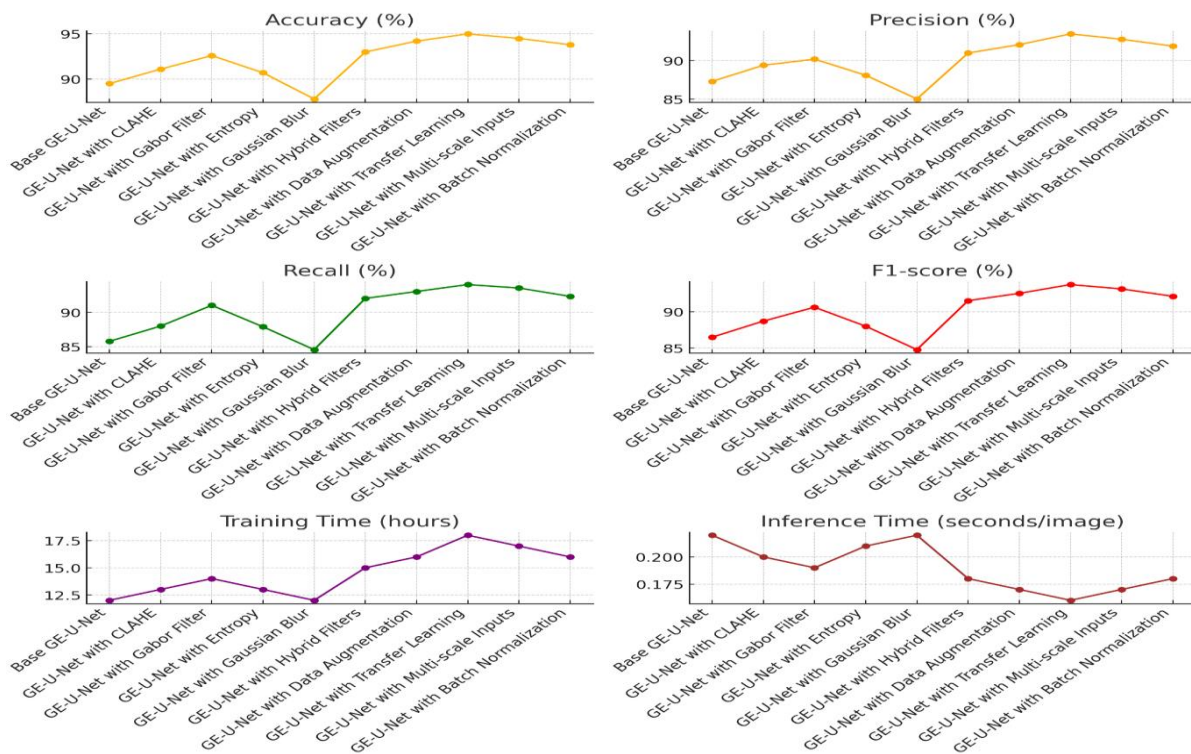 Accuracy (%)
95
90
Base GE-U-Net
GE-U-Net with CLAHE
GE-U-Net with Gabor Filter
GE-U-Net with Entropy
GE-U-Net with Gaussian Blur
GE-U-Net with Hybrid Filters
GE-U-Net with Data Augmentation
GE-U-Net with Transfer Learning
GE-U-Net with Multi-scale Inputs
GE-U-Net with Batch Normalization
Precision (%)
90
85
Base GE-U-Net
GE-U-Net with CLAHE
GE-U-Net with Gabor Filter
GE-U-Net with Entropy
GE-U-Net with Gaussian Blur
GE-U-Net with Hybrid Filters
GE-U-Net with Data Augmentation
GE-U-Net with Transfer Learning
GE-U-Net with Multi-scale Inputs
GE-U-Net with Batch Normalization
Recall (%)
90
85
Base GE-U-Net
GE-U-Net with CLAHE
GE-U-Net with Gabor Filter
GE-U-Net with Entropy
GE-U-Net with Gaussian Blur
GE-U-Net with Hybrid Filters
GE-U-Net with Data Augmentation
GE-U-Net with Transfer Learning
GE-U-Net with Multi-scale Inputs
GE-U-Net with Batch Normalization
F1-score (%)
90
85
Base GE-U-Net
GE-U-Net with CLAHE
GE-U-Net with Gabor Filter
GE-U-Net with Entropy
GE-U-Net with Gaussian Blur
GE-U-Net with Hybrid Filters
GE-U-Net with Data Augmentation
GE-U-Net with Transfer Learning
GE-U-Net with Multi-scale Inputs
GE-U-Net with Batch Normalization
Training Time (hours)
17.5
15.0
12.5
Base GE-U-Net
GE-U-Net with CLAHE
GE-U-Net with Gabor Filter
GE-U-Net with Entropy
GE-U-Net with Gaussian Blur
GE-U-Net with Hybrid Filters
GE-U-Net with Data Augmentation
GE-U-Net with Transfer Learning
GE-U-Net with Multi-scale Inputs
GE-U-Net with Batch Normalization
Inference Time (seconds/image)
0.200
0.175
Base GE-U-Net
GE-U-Net with CLAHE
GE-U-Net with Gabor Filter
GE-U-Net with Entropy
GE-U-Net with Gaussian Blur
GE-U-Net with Hybrid Filters
GE-U-Net with Data Augmentation
GE-U-Net with Transfer Learning
GE-U-Net with Multi-scale Inputs
GE-U-Net with Batch Normalization